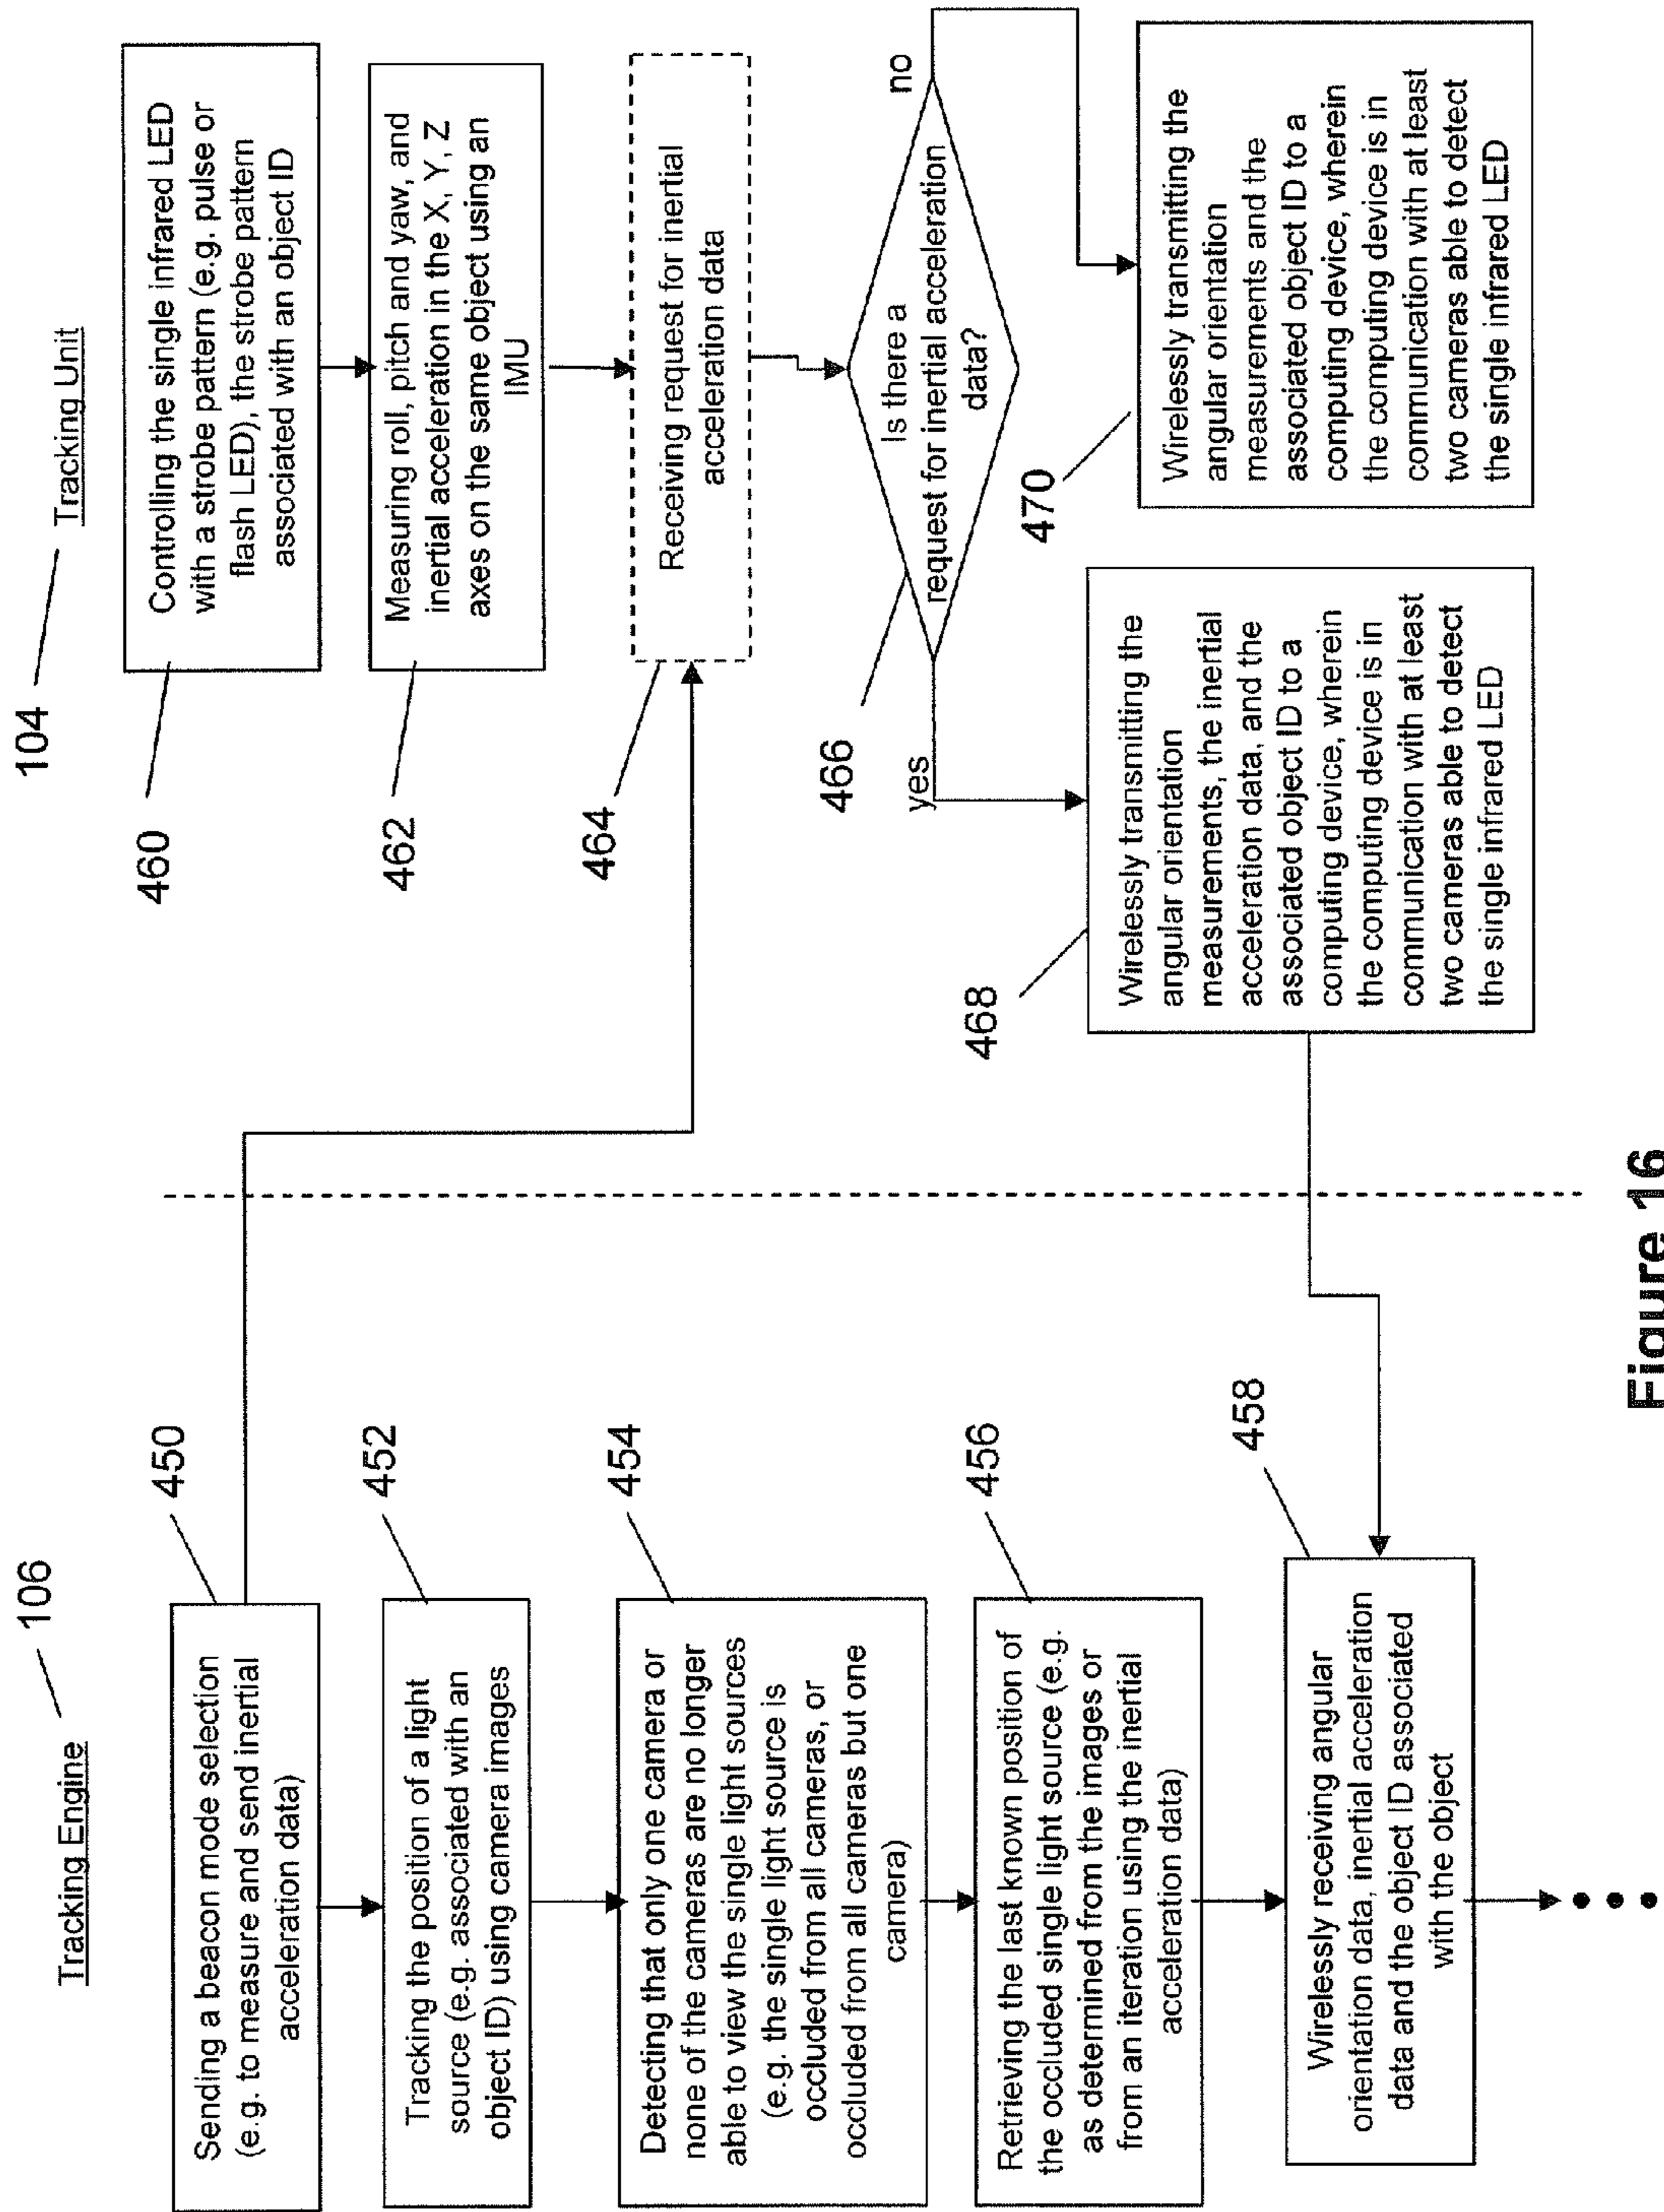 Tracking Engine
106
Sending a beacon mode selection
(e.g. to measure and send inertial
acceleration data)
450
Tracking the position of a light
source (e.g. associated with an
object ID) using camera images
452
Detecting that only one camera or
none of the cameras are no longer
able to view the single light sources
(e.g. the single light source is
occluded from all cameras, or
occluded from all cameras but one
camera)
454
Retrieving the last known position of
the occluded single light source (e.g.
as determined from the images or
from an iteration using the inertial
acceleration data)
456
Wirelessly receiving angular
orientation data, inertial acceleration
data and the object ID associated
with the object
458
104
Tracking Unit
460
Controlling the single infrared LED
with a strobe pattern (e.g. pulse or
flash LED), the strobe pattern
associated with an object ID
462
Measuring roll, pitch and yaw, and
inertial acceleration in the X, Y, Z
axes on the same object using an
IMU
464
Receiving request for inertial
acceleration data
466
Is there a
request for inertial acceleration
data?
yes
no
468
Wirelessly transmitting the
angular orientation
measurements, the inertial
acceleration data, and the
associated object ID to a
computing device, wherein
the computing device is in
communication with at least
two cameras able to detect
the single infrared LED
470
Wirelessly transmitting the
angular orientation
measurements and the
associated object ID to a
computing device, wherein
the computing device is in
communication with at least
two cameras able to detect
the single infrared LED
Figure 16